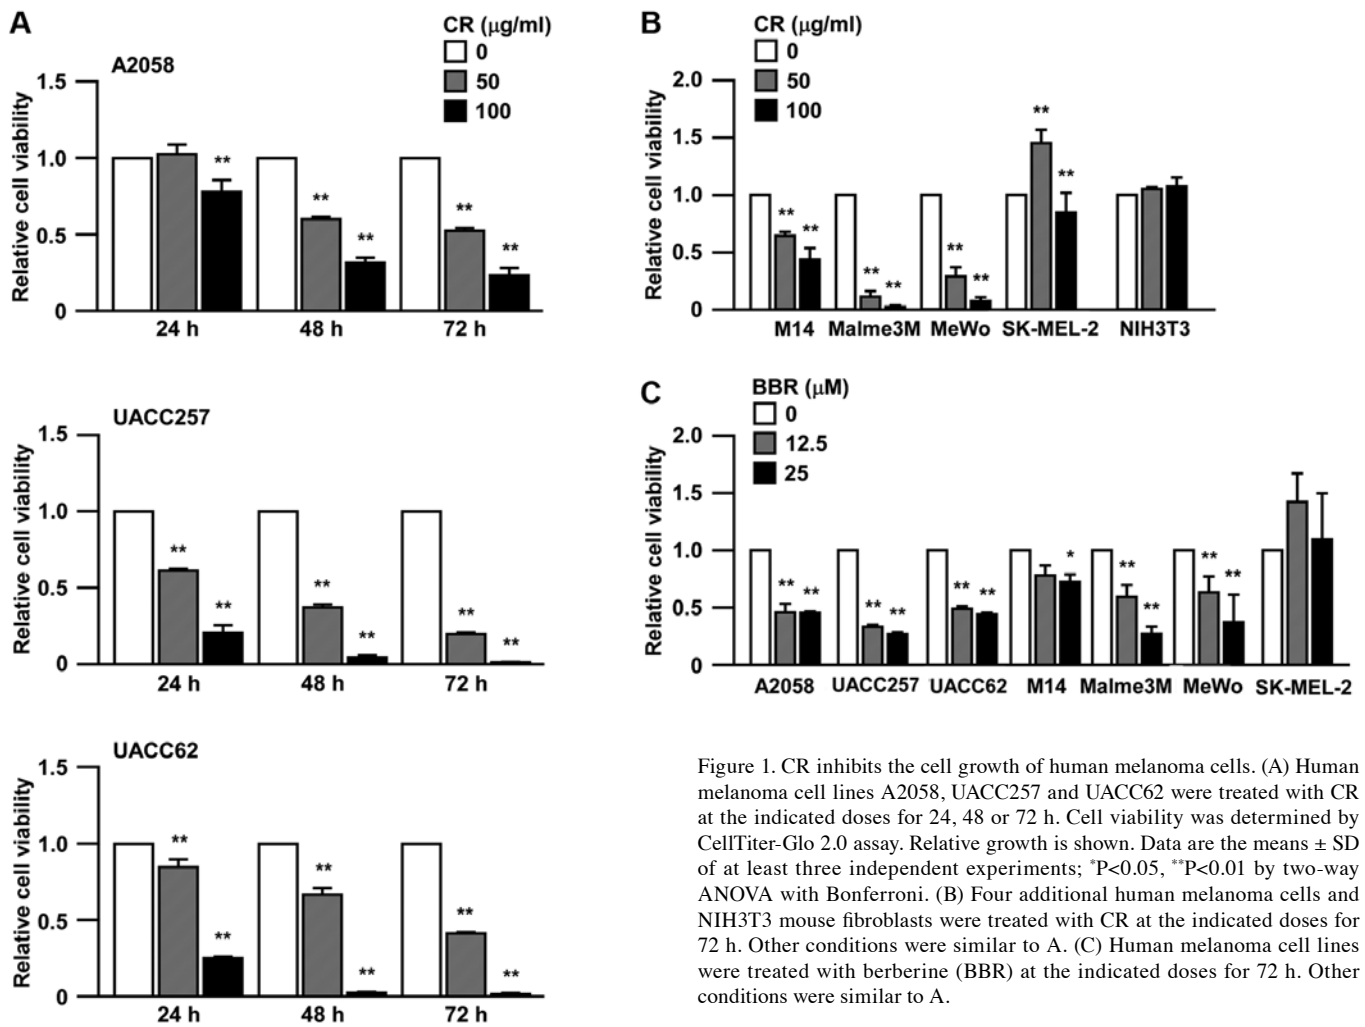 A
CR (μg/ml)
0
50
100
A2058
1.5
1.0
0.5
0
Relative cell viability
**
**
**
**
**
24 h
48 h
72 h
UACC257
1.5
1.0
0.5
0
Relative cell viability
**
**
**
**
**
**
24 h
48 h
72 h
UACC62
1.5
1.0
0.5
0
Relative cell viability
**
**
**
**
**
**
24 h
48 h
72 h
B
CR (μg/ml)
0
50
100
2.0
1.5
1.0
0.5
0
Relative cell viability
**
**
**
**
**
**
**
**
M14 Malme3M MeWo SK-MEL-2 NIH3T3
C
BBR (μM)
0
12.5
25
2.0
1.5
1.0
0.5
0
Relative cell viability
**
**
**
**
**
**
*
**
**
**
**
A2058 UACC257 UACC62 M14 Malme3M MeWo SK-MEL-2
Figure 1. CR inhibits the cell growth of human melanoma cells. (A) Human
melanoma cell lines A2058, UACC257 and UACC62 were treated with CR
at the indicated doses for 24, 48 or 72 h. Cell viability was determined by
CellTiter-Glo 2.0 assay. Relative growth is shown. Data are the means ± SD
of at least three independent experiments; *P<0.05, **P<0.01 by two-way
ANOVA with Bonferroni. (B) Four additional human melanoma cells and
NIH3T3 mouse fibroblasts were treated with CR at the indicated doses for
72 h. Other conditions were similar to A. (C) Human melanoma cell lines
were treated with berberine (BBR) at the indicated doses for 72 h. Other
conditions were similar to A.